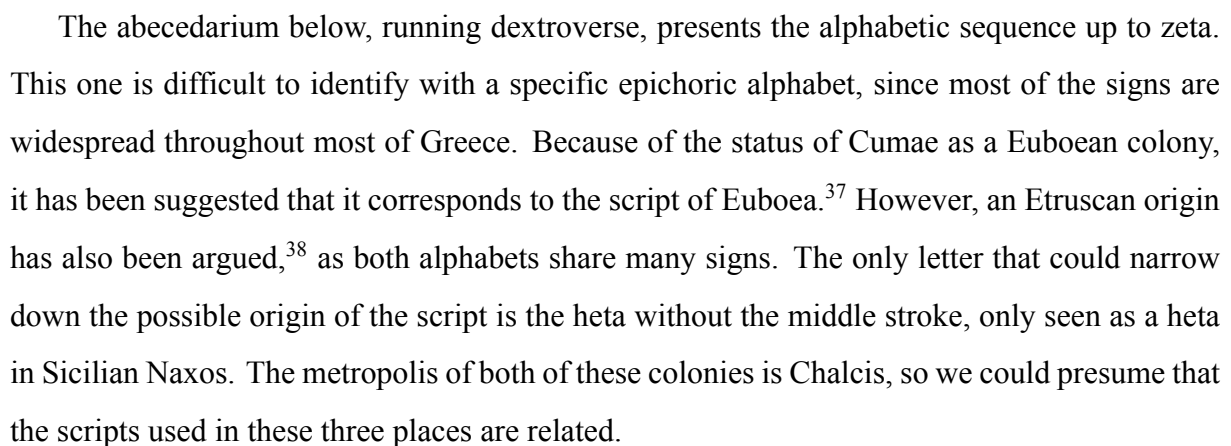 The abecedarium below, running dextroverse, presents the alphabetic sequence up to zeta.
This one is difficult to identify with a specific epichoric alphabet, since most of the signs are
widespread throughout most of Greece. Because of the status of Cumae as a Euboean colony,
it has been suggested that it corresponds to the script of Euboea.37 However, an Etruscan origin
has also been argued,38 as both alphabets share many signs. The only letter that could narrow
down the possible origin of the script is the heta without the middle stroke, only seen as a heta
in Sicilian Naxos. The metropolis of both of these colonies is Chalcis, so we could presume that
the scripts used in these three places are related.